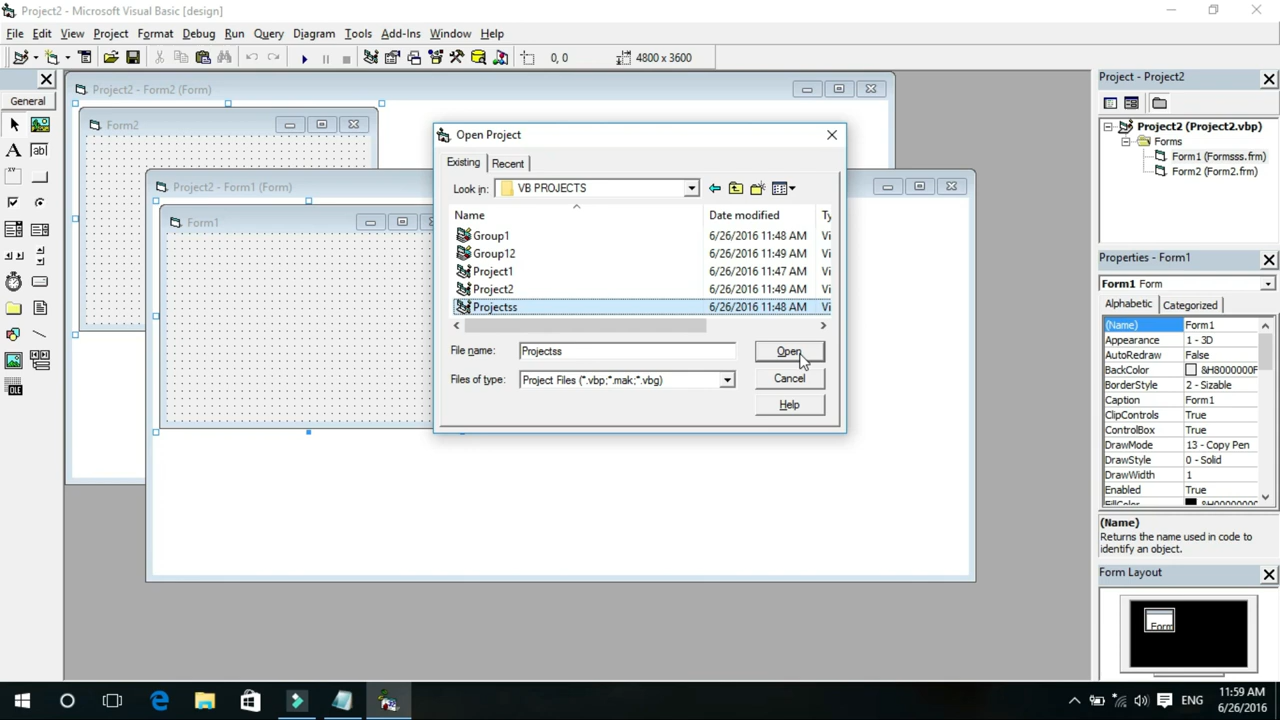 Project2 - Microsoft Visual Basic [design]
File Edit View Project Format Debug Run Query Diagram Tools Add-Ins Window Help
0, 0 4800 x 3600
General
Project2 - Form2 (Form)
Form2
Project2 - Form1 (Form)
Form1
Open Project
Existing Recent
Look in: VB PROJECTS
Name Date modified
Group1 6/26/2016 11:48 AM
Group12 6/26/2016 11:49 AM
Project1 6/26/2016 11:47 AM
Project2 6/26/2016 11:49 AM
Projectss 6/26/2016 11:48 AM
File name: Projectss Open
Files of type: Project Files (*.vbp;*.mak;*.vbg) Cancel
Help
Project - Project2
Project2 (Project2.vbp)
Forms
Form1 (Formsss.frm)
Form2 (Form2.frm)
Properties - Form1
Form1 Form
Alphabetic Categorized
(Name) Form1
Appearance 1 - 3D
AutoRedraw False
BackColor &H8000000F
BorderStyle 2 - Sizable
Caption Form1
ClipControls True
ControlBox True
DrawMode 13 - Copy Pen
DrawStyle 0 - Solid
DrawWidth 1
Enabled True
FillColor
(Name)
Returns the name used in code to
identify an object.
Form Layout
OLE
ENG
11:59 AM
6/26/2016